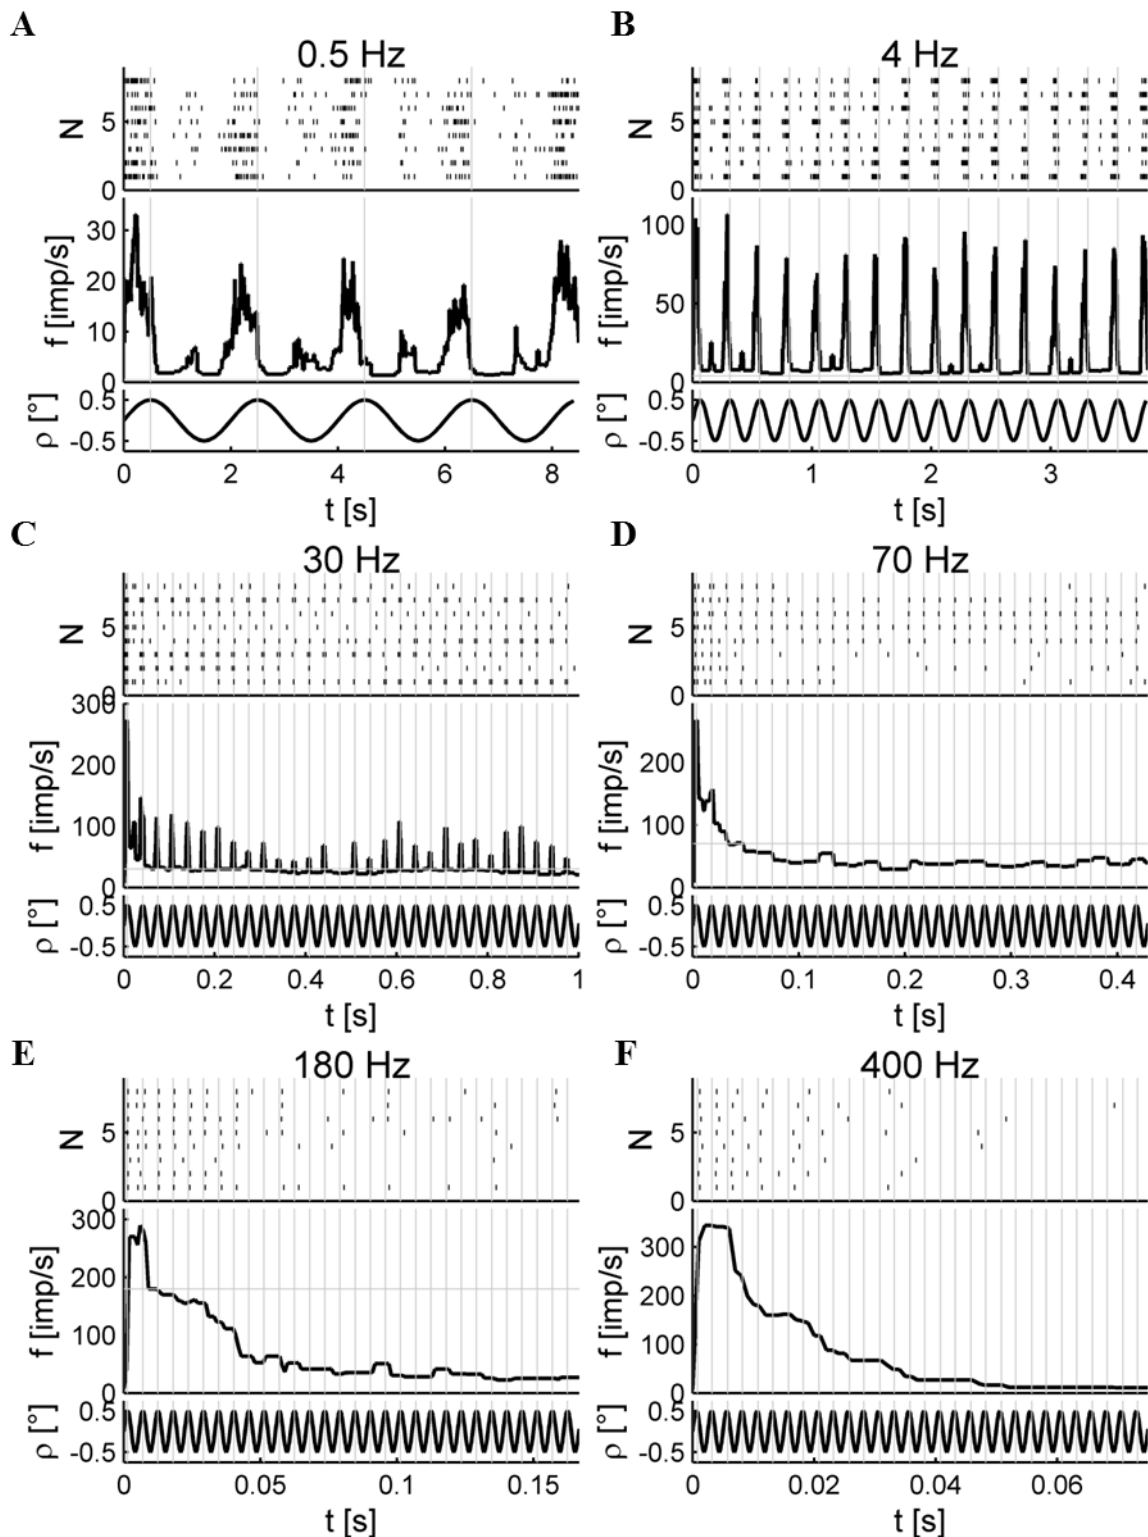 A
0.5 Hz
N
5
0
f [imp/s]
30
20
10
0
ρ [°]
0.5
-0.5
0 2 4 6 8
t [s]
B
4 Hz
N
5
0
f [imp/s]
100
50
0
ρ [°]
0.5
-0.5
0 1 2 3
t [s]
C
30 Hz
N
5
0
f [imp/s]
300
200
100
0
ρ [°]
0.5
-0.5
0 0.2 0.4 0.6 0.8 1
t [s]
D
70 Hz
N
5
0
f [imp/s]
200
100
0
ρ [°]
0.5
-0.5
0 0.1 0.2 0.3 0.4
t [s]
E
180 Hz
N
5
0
f [imp/s]
300
200
100
0
ρ [°]
0.5
-0.5
0 0.05 0.1 0.15
t [s]
F
400 Hz
N
5
0
f [imp/s]
300
200
100
0
ρ [°]
0.5
-0.5
0 0.02 0.04 0.06
t [s]